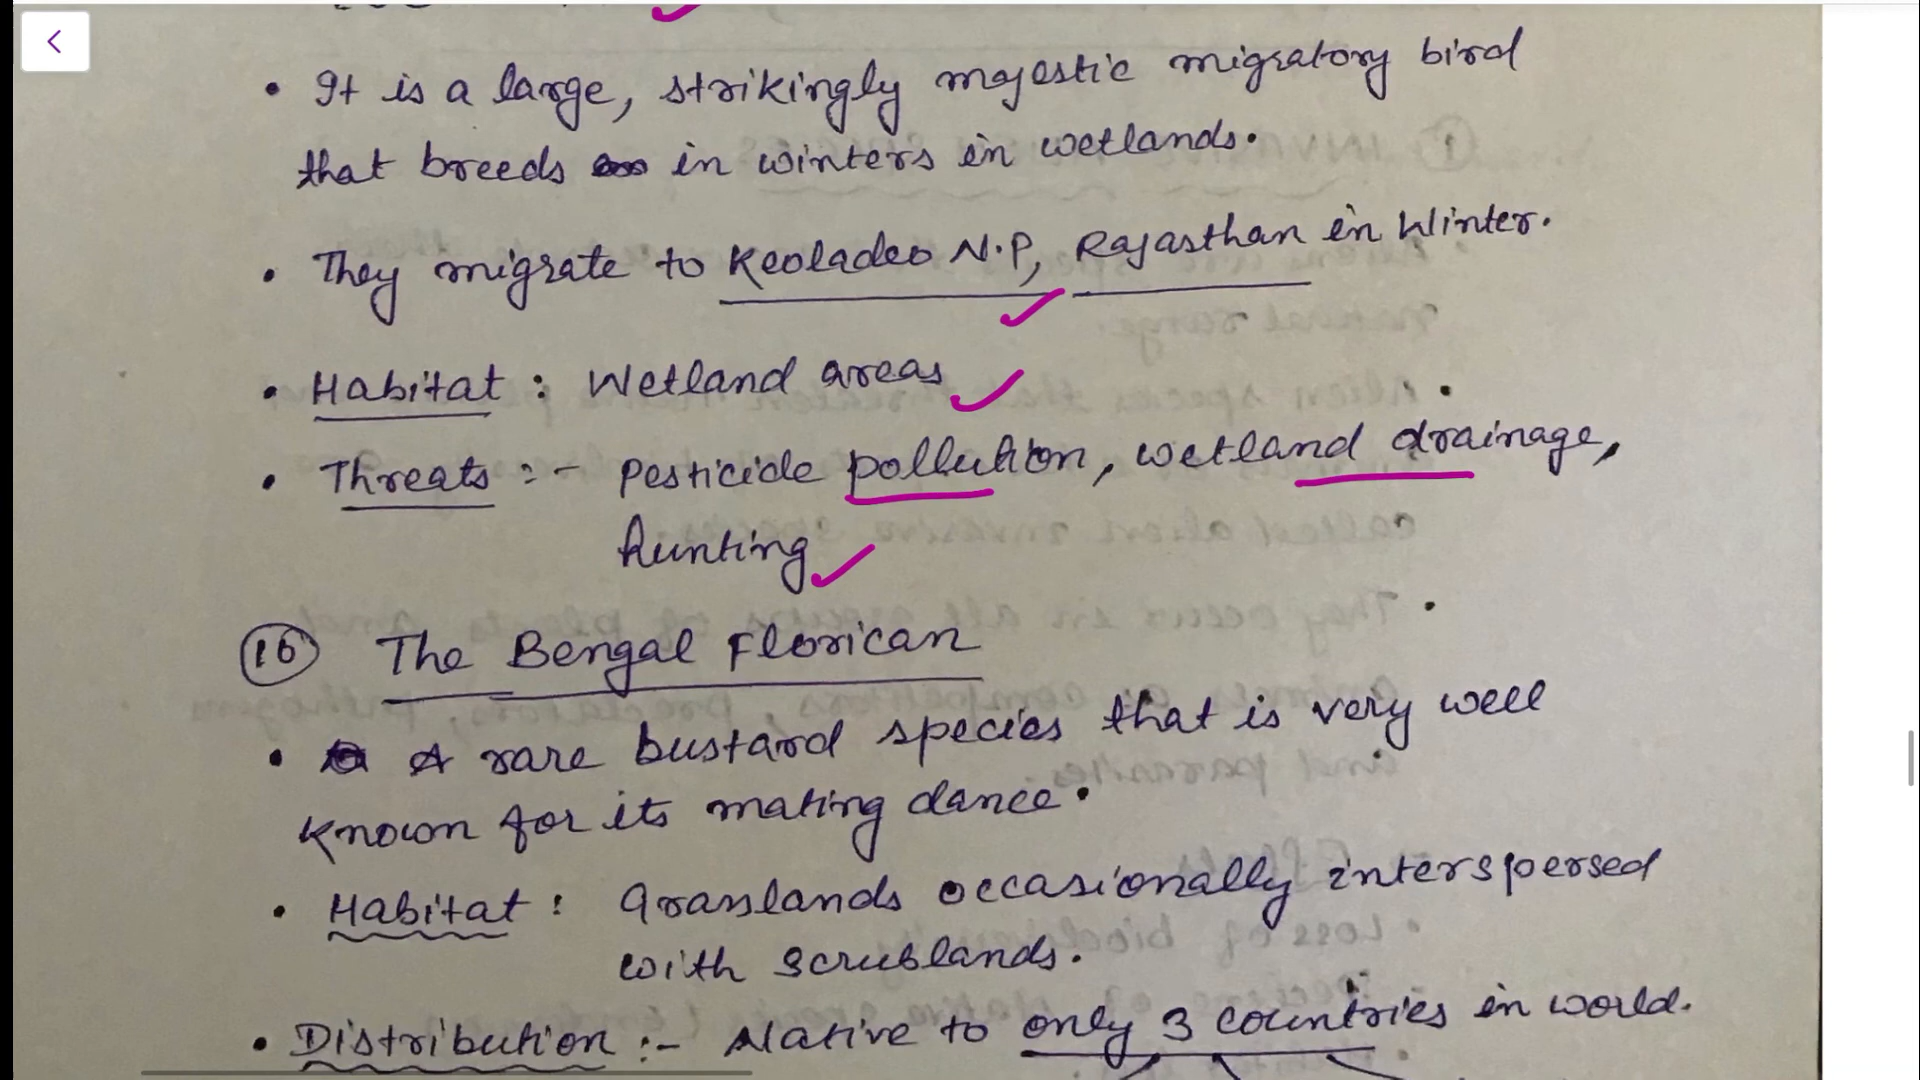 • It is a large, strikingly majestic migratory bird
that breeds in winters in wetlands.
• They migrate to Keoladeo N.P, Rajasthan in Winter.
• Habitat : Wetland areas
• Threats :- Pesticide pollution, wetland drainage,
hunting
16 The Bengal Florican
• A rare bustard species that is very well
known for its mating dance.
• Habitat : Grasslands occasionally interspersed
with scrublands.
• Distribution :- Native to only 3 countries in world.